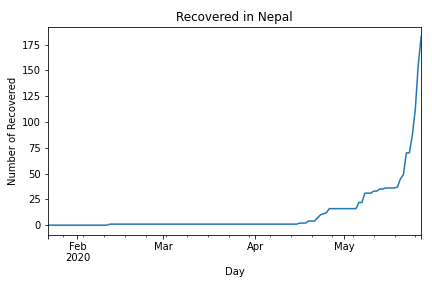 Recovered in Nepal
175
150
125
100
75
50
25
0
Number of Recovered
Feb
2020
Mar
Apr
May
Day